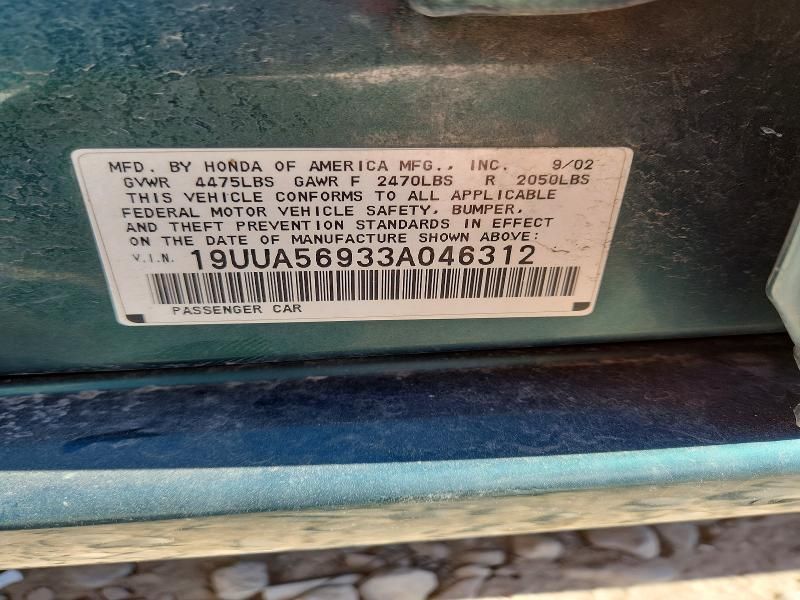 MFD. BY HONDA OF AMERICA MFG., INC. 9/02
GVWR 4475LBS GAWR F 2470LBS R 2050LBS
THIS VEHICLE CONFORMS TO ALL APPLICABLE
FEDERAL MOTOR VEHICLE SAFETY, BUMPER,
AND THEFT PREVENTION STANDARDS IN EFFECT
ON THE DATE OF MANUFACTURE SHOWN ABOVE:
V.I.N. 19UUA56933A046312
PASSENGER CAR